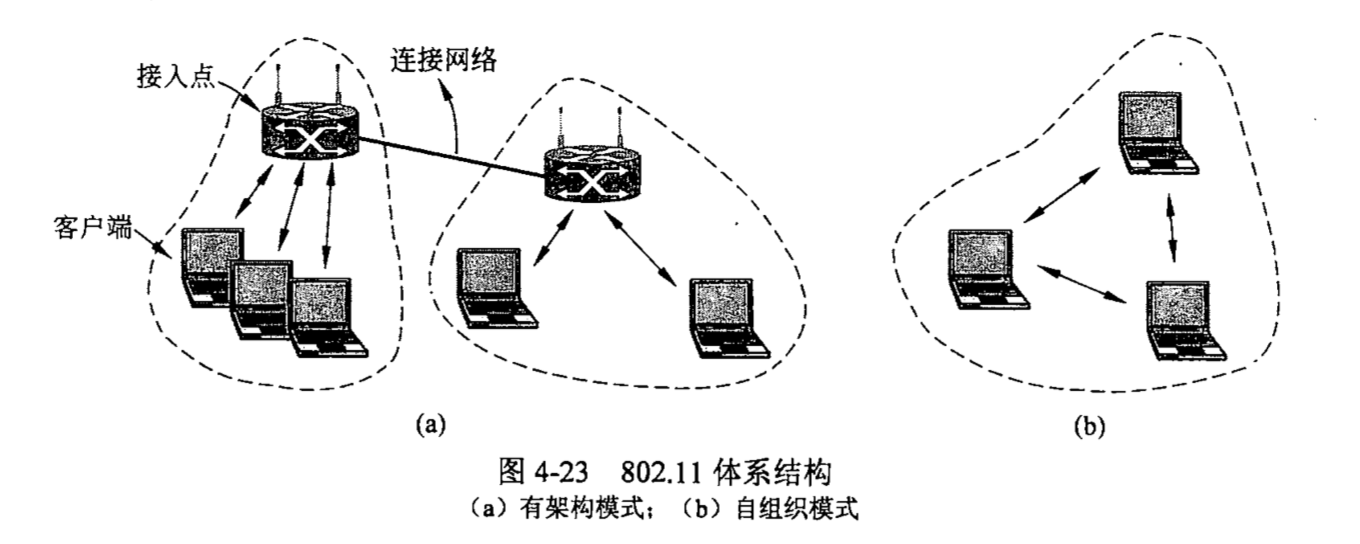 接入点
连接网络
客户端
(a)
(b)
图 4-23 802.11 体系结构
（a）有架构模式；（b）自组织模式